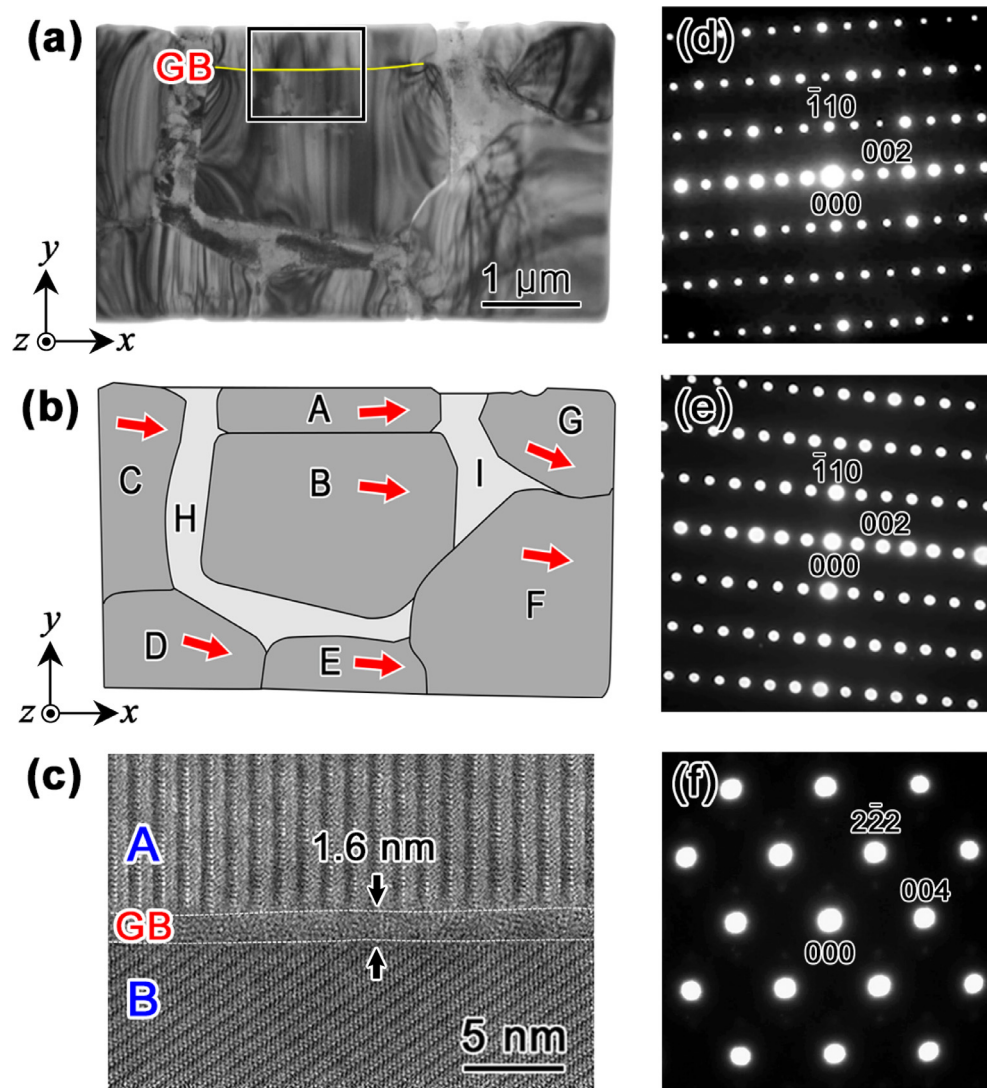 (a)
GB
1 μm
y
z
x
(b)
A
B
C
D
E
F
G
H
I
y
z
x
(c)
A
1.6 nm
GB
B
5 nm
(d)
1̄10
002
000
(e)
1̄10
002
000
(f)
22̄2
004
000